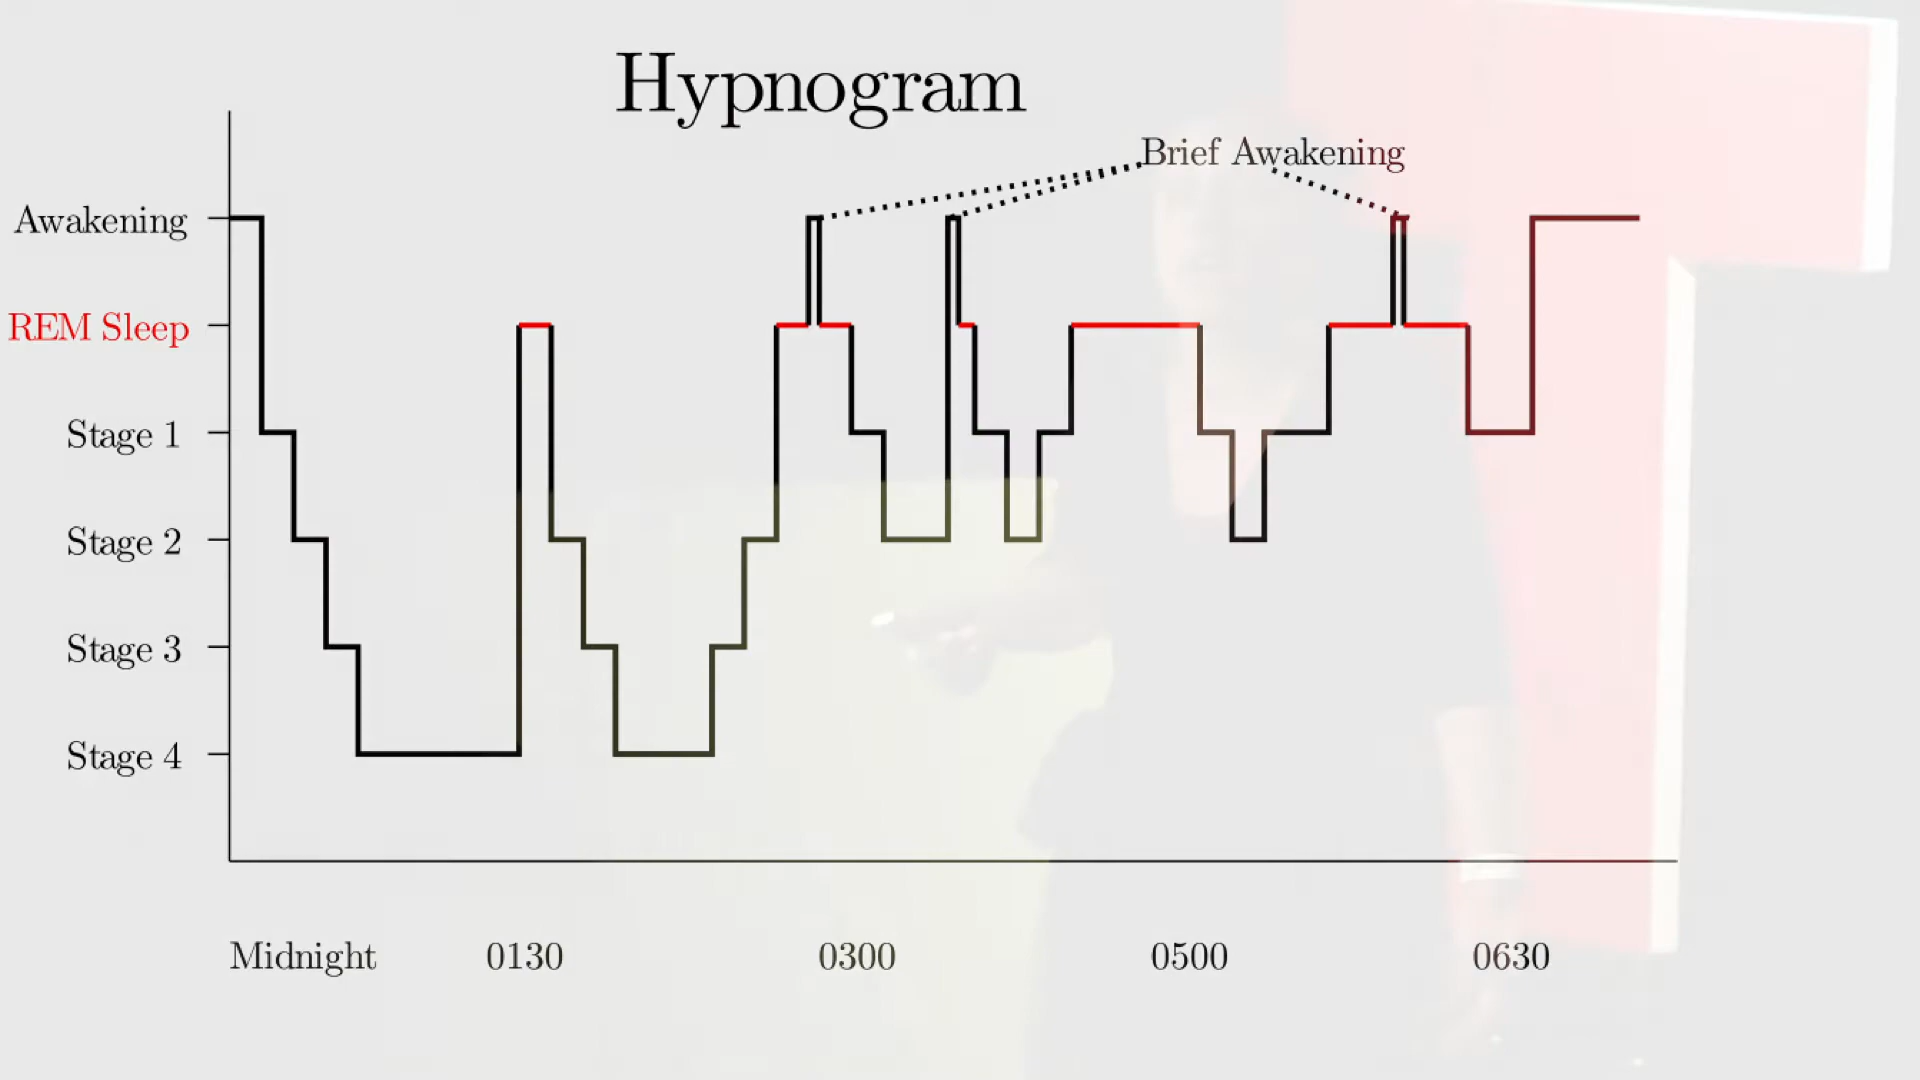 Hypnogram
Brief Awakening
Awakening
REM Sleep
Stage 1
Stage 2
Stage 3
Stage 4
Midnight 0130 0300 0500 0630